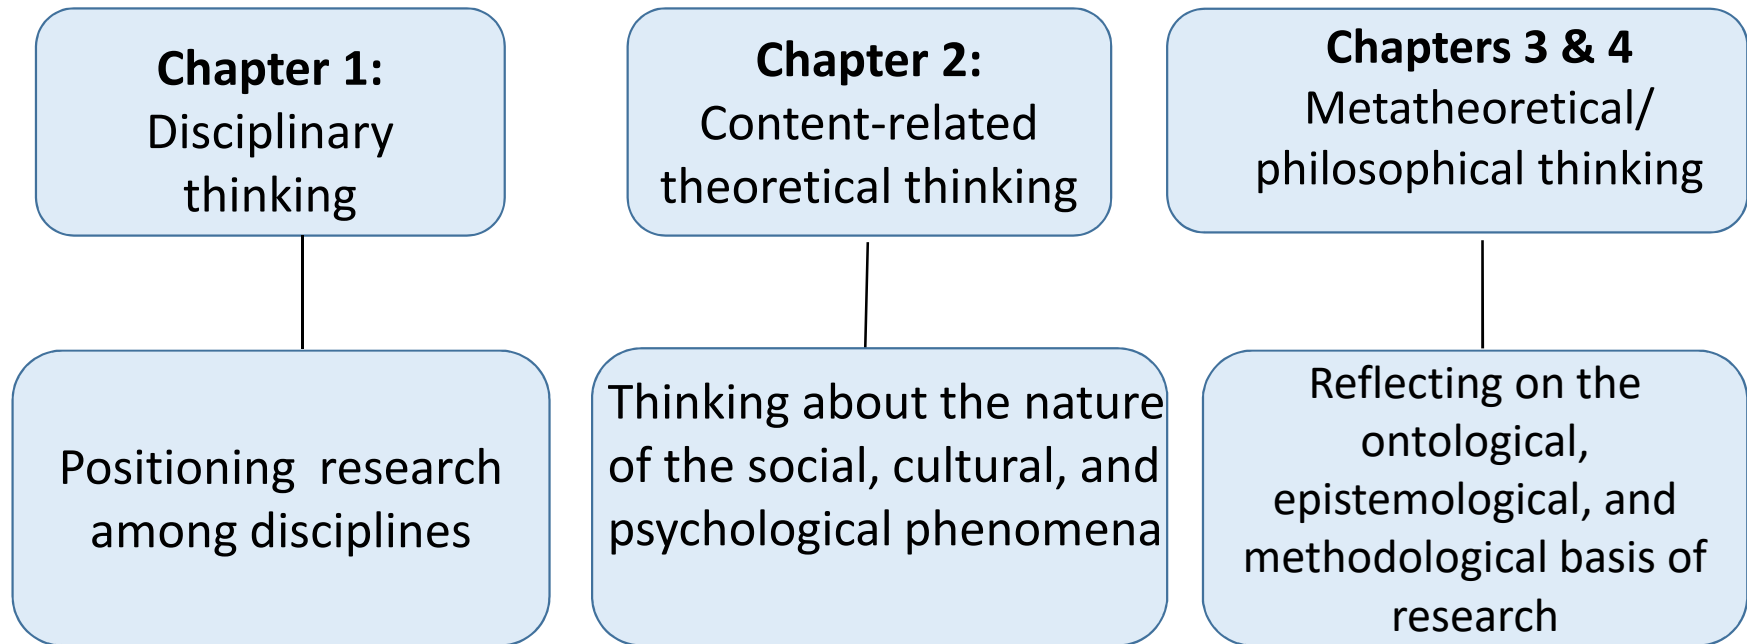 Chapter 1:
Disciplinary
thinking
Chapter 2:
Content-related
theoretical thinking
Chapters 3 & 4
Metatheoretical/
philosophical thinking
Positioning  research
among disciplines
Thinking about the nature
of the social, cultural, and
psychological phenomena
Reflecting on the
ontological,
epistemological, and
methodological basis of
research